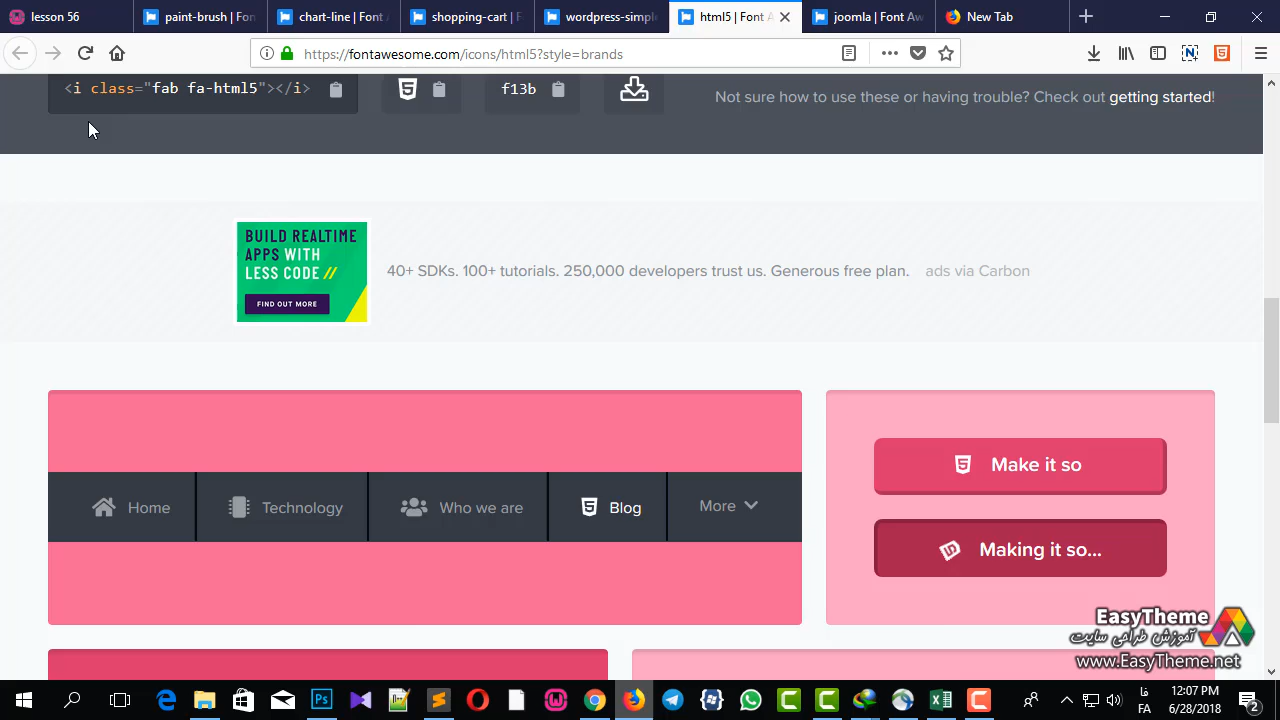 lesson 56
paint-brush | Fon
chart-line | Font
shopping-cart | F
wordpress-simple
html5 | Font A
joomla | Font Aw
New Tab
https://fontawesome.com/icons/html5?style=brands
<i class="fab fa-html5"></i>
f13b
Not sure how to use these or having trouble? Check out getting started!
BUILD REALTIME
APPS WITH
LESS CODE //
FIND OUT MORE
40+ SDKs. 100+ tutorials. 250,000 developers trust us. Generous free plan.
ads via Carbon
Home
Technology
Who we are
Blog
More
Make it so
Making it so...
EasyTheme
آموزش طراحی سایت
www.EasyTheme.net
فا
FA
12:07 PM
6/28/2018
2